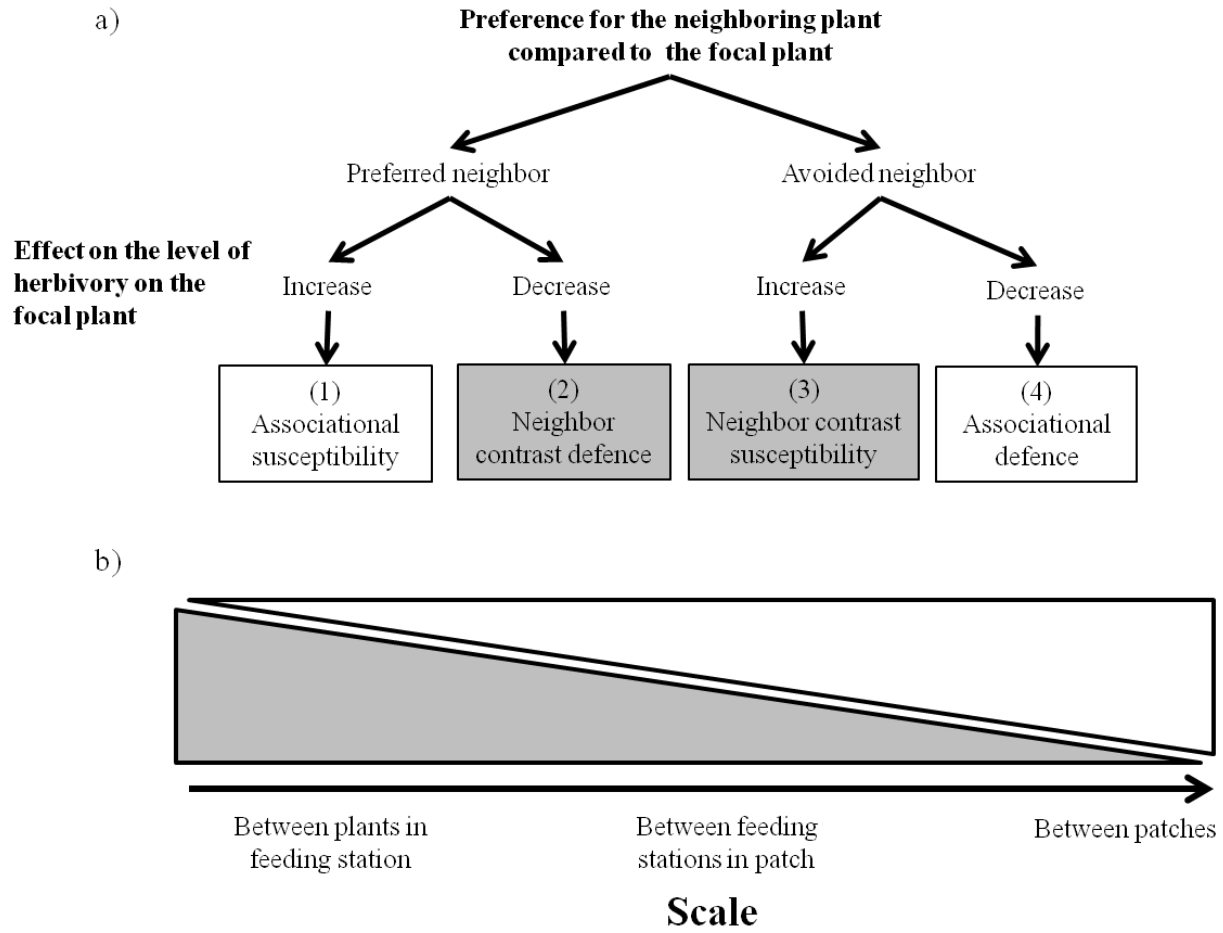 a)
Preference for the neighboring plant
compared to the focal plant
Preferred neighbor
Avoided neighbor
Effect on the level of
herbivory on the
focal plant
Increase
Decrease
Increase
Decrease
(1)
Associational
susceptibility
(2)
Neighbor
contrast defence
(3)
Neighbor contrast
susceptibility
(4)
Associational
defence
b)
Between plants in
feeding station
Between feeding
stations in patch
Between patches
Scale